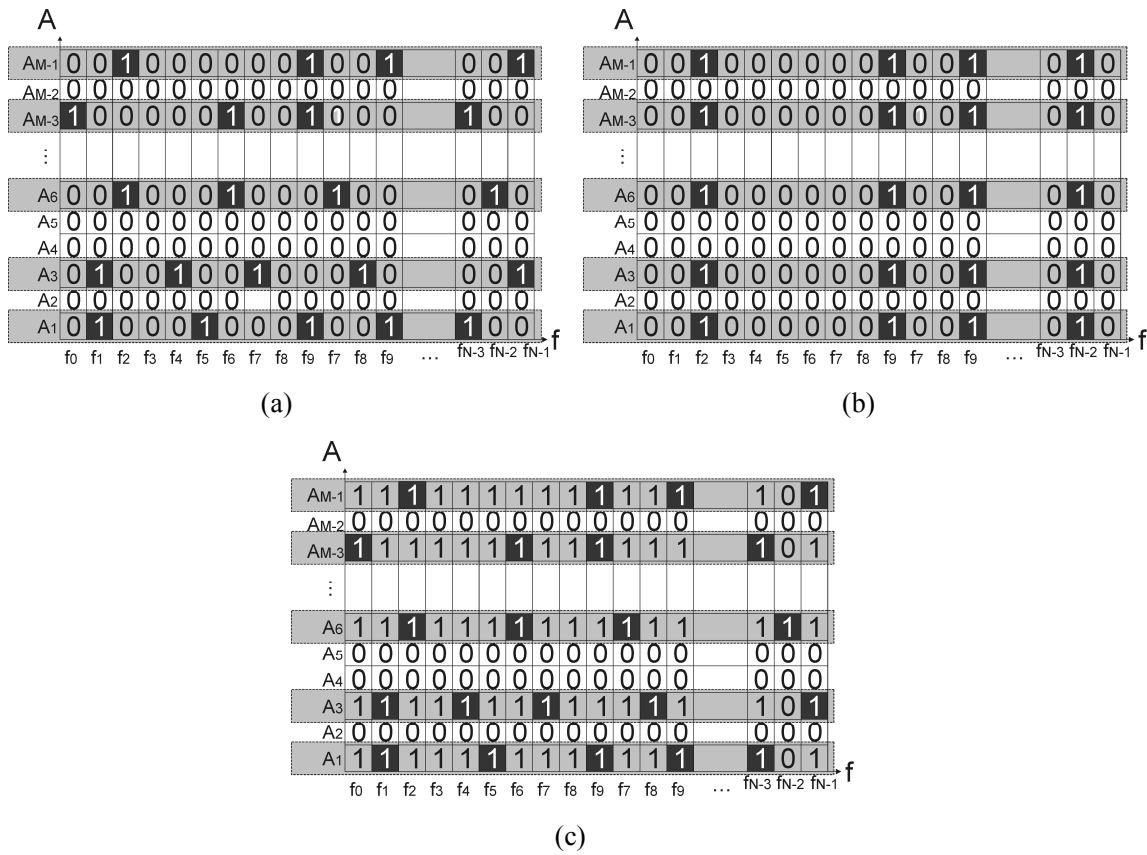 A
AM-1 0 0 1 0 0 0 0 0 0 1 0 0 1 0 0 1
AM-2 0 0 0 0 0 0 0 0 0 0 0 0 0 0 0 0
AM-3 1 0 0 0 0 0 1 0 0 1 0 0 0 1 0 0
⋮
A6 0 0 1 0 0 0 1 0 0 0 1 0 0 0 1 0
A5 0 0 0 0 0 0 0 0 0 0 0 0 0 0 0 0
A4 0 0 0 0 0 0 0 0 0 0 0 0 0 0 0 0
A3 0 1 0 0 1 0 0 1 0 0 0 1 0 0 0 1
A2 0 0 0 0 0 0 0 0 0 0 0 0 0 0 0
A1 0 1 0 0 0 1 0 0 0 1 0 0 1 1 0 0
f
f0 f1 f2 f3 f4 f5 f6 f7 f8 f9 f7 f8 f9 ... fN-3 fN-2 fN-1
(a)
A
AM-1 0 0 1 0 0 0 0 0 0 1 0 0 1 0 1 0
AM-2 0 0 0 0 0 0 0 0 0 0 0 0 0 0 0 0
AM-3 0 0 1 0 0 0 0 0 0 1 0 0 1 0 1 0
⋮
A6 0 0 1 0 0 0 0 0 0 1 0 0 1 0 1 0
A5 0 0 0 0 0 0 0 0 0 0 0 0 0 0 0 0
A4 0 0 0 0 0 0 0 0 0 0 0 0 0 0 0 0
A3 0 0 1 0 0 0 0 0 0 1 0 0 1 0 1 0
A2 0 0 0 0 0 0 0 0 0 0 0 0 0 0 0 0
A1 0 0 1 0 0 0 0 0 0 1 0 0 1 0 1 0
f
f0 f1 f2 f3 f4 f5 f6 f7 f8 f9 f7 f8 f9 ... fN-3 fN-2 fN-1
(b)
A
AM-1 1 1 1 1 1 1 1 1 1 1 1 1 1 1 0 1
AM-2 0 0 0 0 0 0 0 0 0 0 0 0 0 0 0 0
AM-3 1 1 1 1 1 1 1 1 1 1 1 1 1 1 0 1
⋮
A6 1 1 1 1 1 1 1 1 1 1 1 1 1 1 1 1
A5 0 0 0 0 0 0 0 0 0 0 0 0 0 0 0 0
A4 0 0 0 0 0 0 0 0 0 0 0 0 0 0 0 0
A3 1 1 1 1 1 1 1 1 1 1 1 1 1 1 0 1
A2 0 0 0 0 0 0 0 0 0 0 0 0 0 0 0 0
A1 1 1 1 1 1 1 1 1 1 1 1 1 1 1 0 1
f
f0 f1 f2 f3 f4 f5 f6 f7 f8 f9 f7 f8 f9 ... fN-3 fN-2 fN-1
(c)